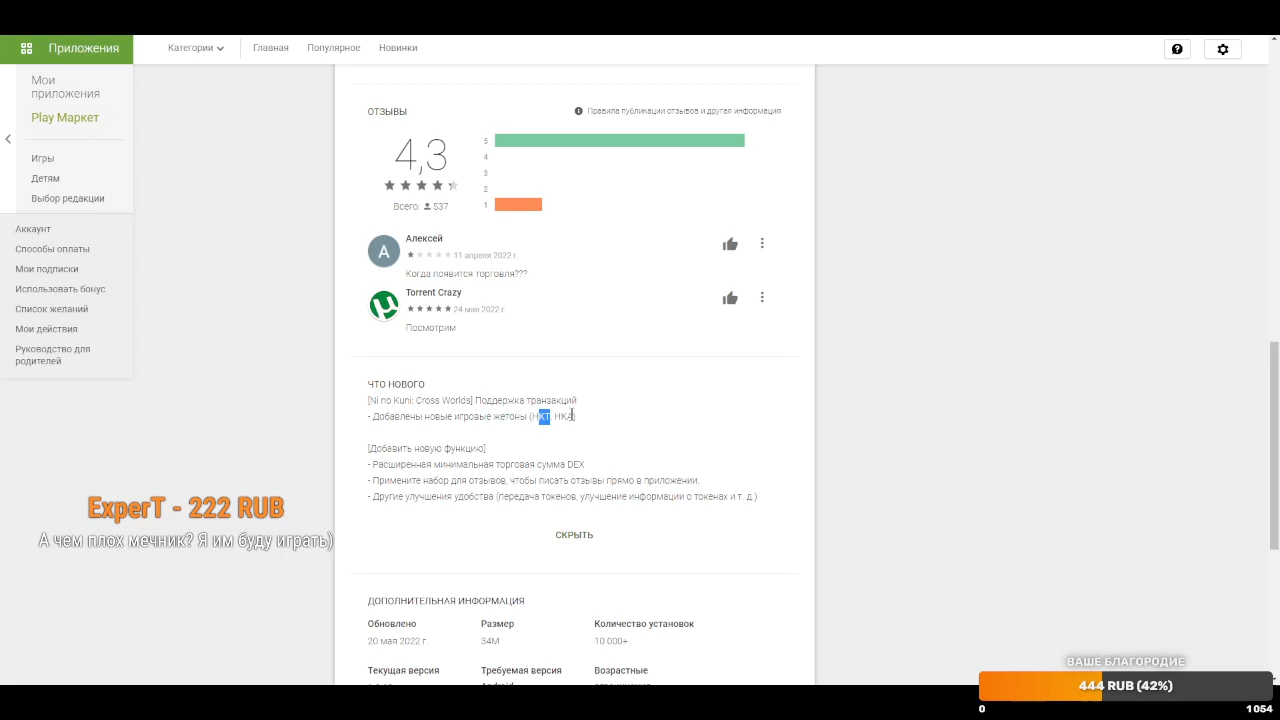 Приложения
Категории
Главная
Популярное
Новинки
Мои
приложения
Play Маркет
Игры
Детям
Выбор редакции
Аккаунт
Способы оплаты
Мои подписки
Использовать бонус
Список желаний
Мои действия
Руководство для
родителей
ОТЗЫВЫ
Правила публикации отзывов и другая информация.
4,3
Всего: 537
5
4
3
2
1
А
Алексей
11 апреля 2022 г.
Когда появится торговля???
Torrent Crazy
24 мая 2022 г.
Посмотрим
ЧТО НОВОГО
[Ni no Kuni: Cross Worlds] Поддержка транзакций
- Добавлены новые игровые жетоны (НКТ, НКА)
[Добавить новую функцию]
- Расширенная минимальная торговая сумма DEX
- Примените набор для отзывов, чтобы писать отзывы прямо в приложении.
- Другие улучшения удобства (передача токенов, улучшение информации о токенах и т. д.)
СКРЫТЬ
ExperT - 222 RUB
А чем плох мечник? Я им буду играть)
ДОПОЛНИТЕЛЬНАЯ ИНФОРМАЦИЯ
Обновлено
20 мая 2022 г.
Размер
34M
Количество установок
10 000+
Текущая версия
Требуемая версия
Возрастные
ВАШЕ БЛАГОРОДИЕ
444 RUB (42%)
0
1054